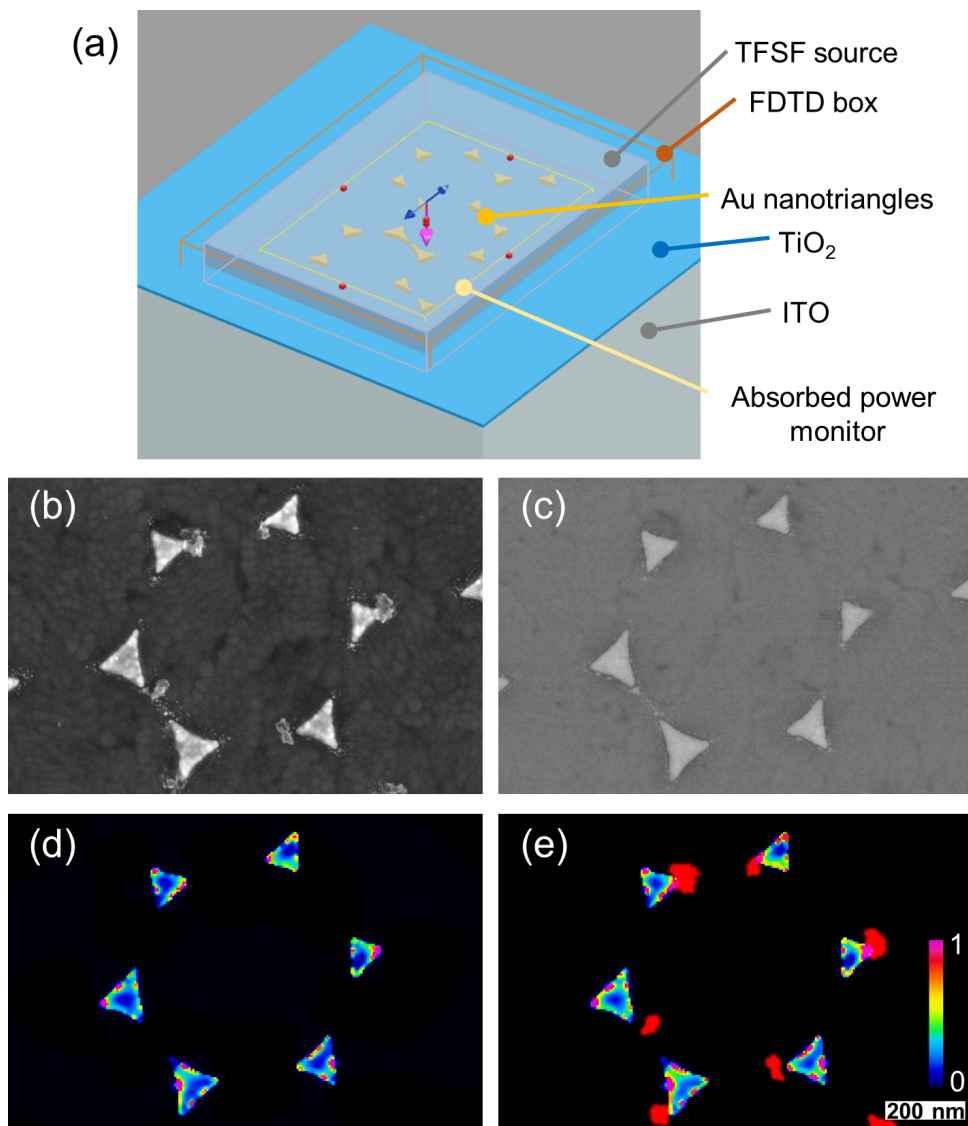 (a)
TFSF source
FDTD box
Au nanotriangles
TiO₂
ITO
Absorbed power
monitor
(b)
(c)
(d)
(e)
1
0
200 nm